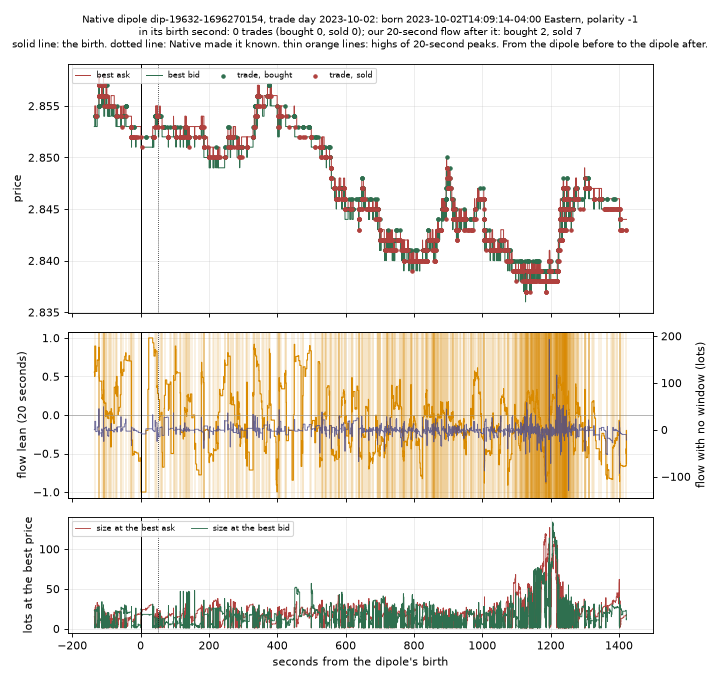 Native dipole dip-19632-1696270154, trade day 2023-10-02: born 2023-10-02T14:09:14-04:00 Eastern, polarity -1
in its birth second: 0 trades (bought 0, sold 0); our 20-second flow after it: bought 2, sold 7
solid line: the birth. dotted line: Native made it known. thin orange lines: highs of 20-second peaks. From the dipole before to the dipole after.
best ask
best bid
trade, bought
trade, sold
2.855
2.850
2.845
2.840
2.835
price
1.0
0.5
0.0
−0.5
−1.0
flow lean (20 seconds)
200
100
0
−100
flow with no window (lots)
size at the best ask
size at the best bid
100
50
0
lots at the best price
−200
0
200
400
600
800
1000
1200
1400
seconds from the dipole's birth